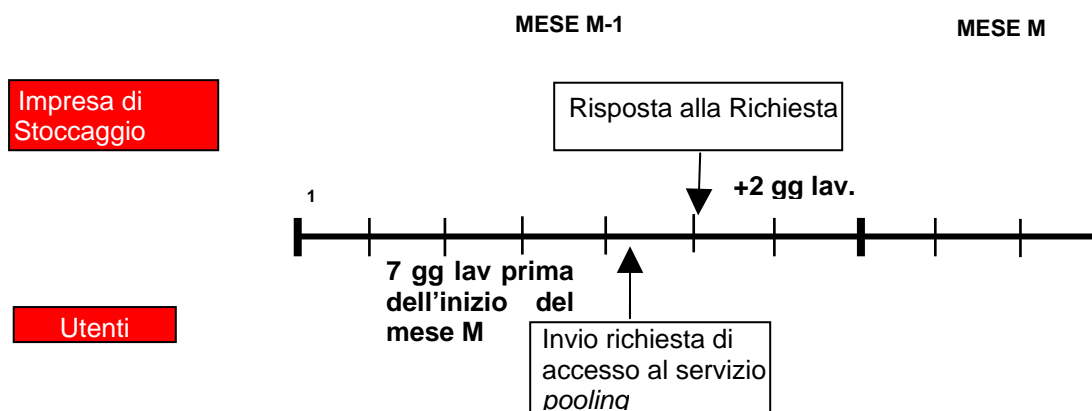 MESE M-1
MESE M
Impresa di
Stoccaggio
Risposta alla Richiesta
+2 gg lav.
1
7 gg lav prima
dell'inizio del
mese M
Utenti
Invio richiesta di
accesso al servizio
pooling